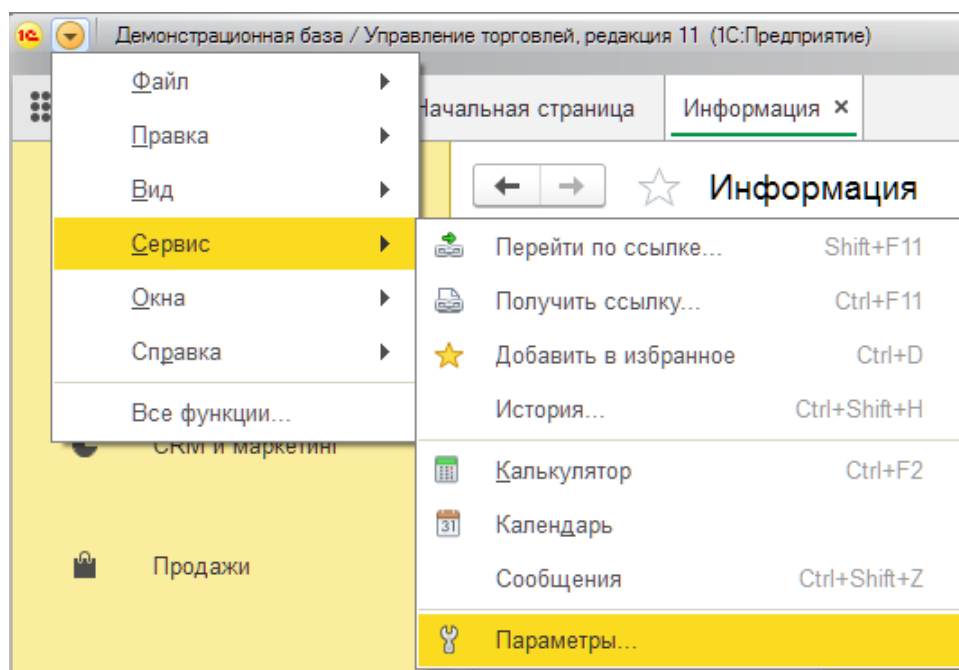 1С Демонстрационная база / Управление торговлей, редакция 11 (1С:Предприятие)
Файл
Правка
Вид
Сервис
Окна
Справка
Все функции...
Начальная страница
Информация ×
Информация
Перейти по ссылке... Shift+F11
Получить ссылку... Ctrl+F11
Добавить в избранное Ctrl+D
История... Ctrl+Shift+H
Калькулятор Ctrl+F2
31 Календарь
Сообщения Ctrl+Shift+Z
Параметры...
CRM и маркетинг
Продажи